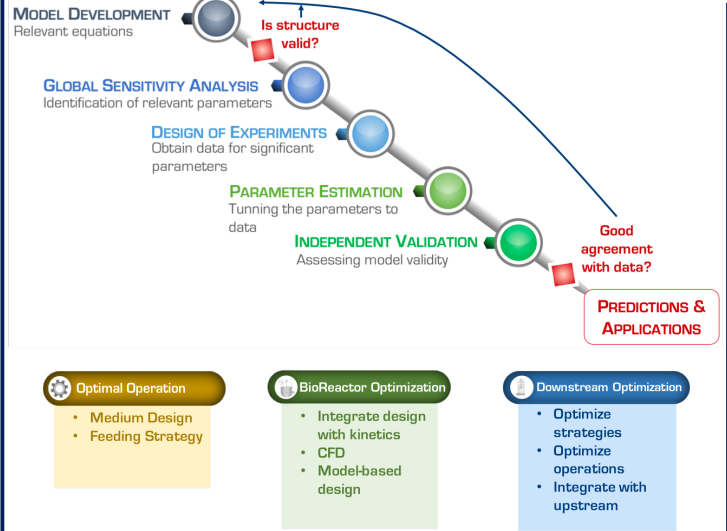 MODEL DEVELOPMENT
Relevant equations
Is structure
valid?
GLOBAL SENSITIVITY ANALYSIS
Identification of relevant parameters
DESIGN OF EXPERIMENTS
Obtain data for significant
parameters
PARAMETER ESTIMATION
Tunning the parameters to
data
INDEPENDENT VALIDATION
Assessing model validity
Good
agreement
with data?
PREDICTIONS &
APPLICATIONS
Optimal Operation
• Medium Design
• Feeding Strategy
BioReactor Optimization
• Integrate design
with kinetics
• CFD
• Model-based
design
Downstream Optimization
• Optimize
strategies
• Optimize
operations
• Integrate with
upstream